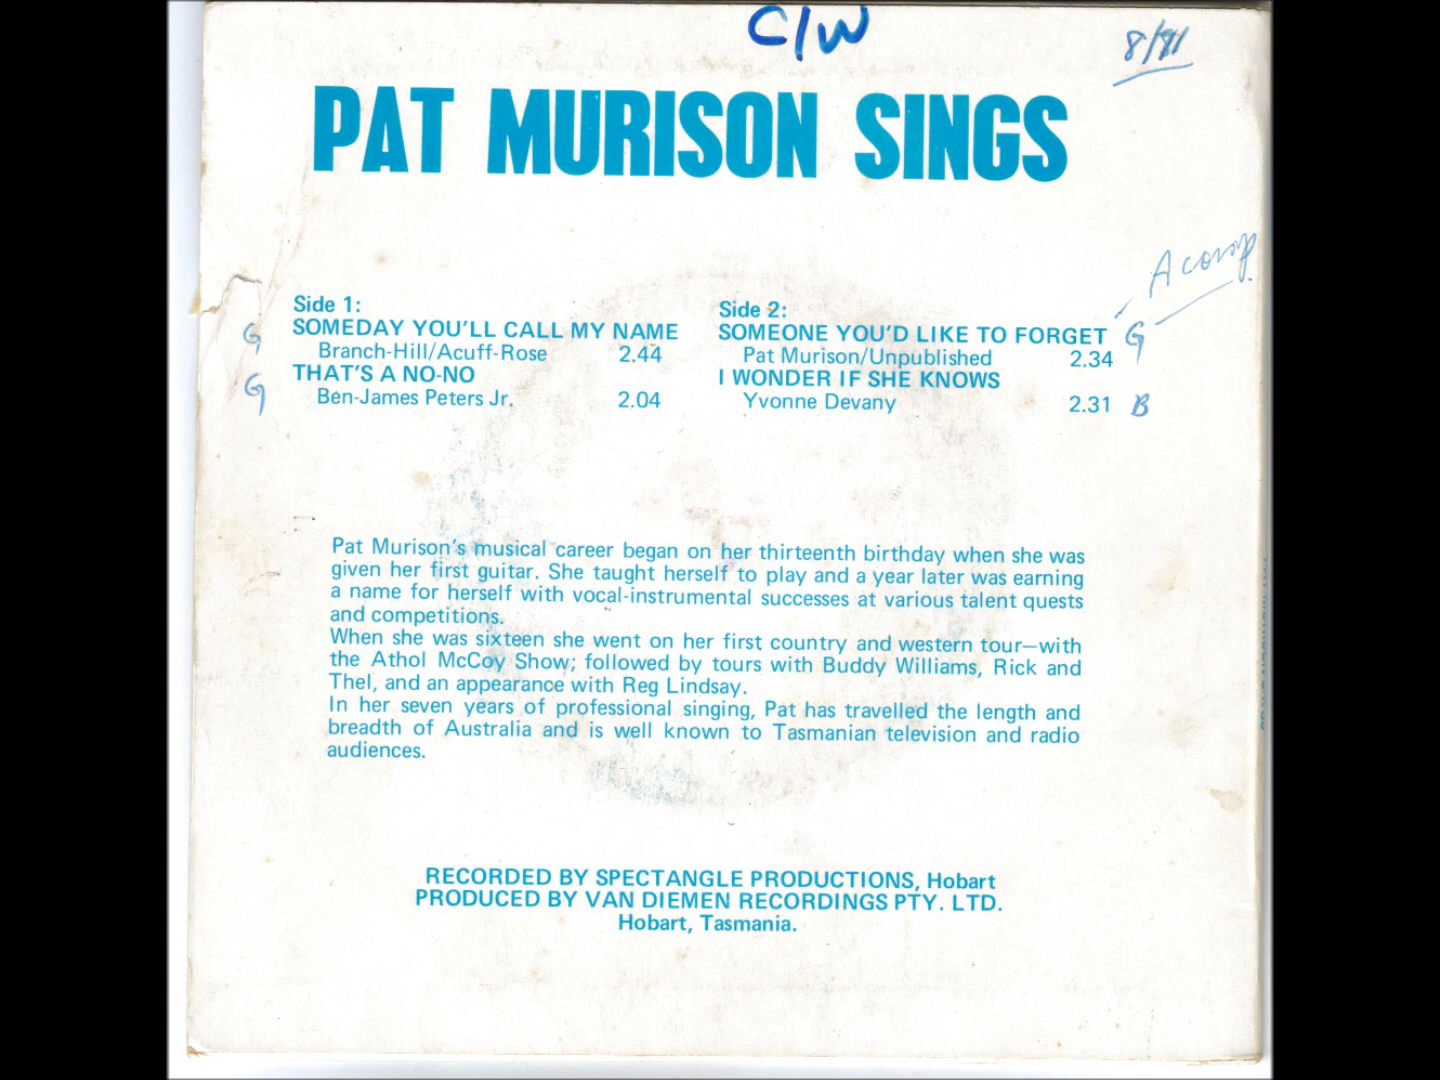 C/W
8/81
PAT MURISON SINGS
A comp.
Side 1:
G SOMEDAY YOU'LL CALL MY NAME
Branch-Hill/Acuff-Rose 2.44
G THAT'S A NO-NO
Ben-James Peters Jr. 2.04
Side 2:
SOMEONE YOU'D LIKE TO FORGET G
Pat Murison/Unpublished 2.34
I WONDER IF SHE KNOWS
Yvonne Devany 2.31 B
Pat Murison's musical career began on her thirteenth birthday when she was
given her first guitar. She taught herself to play and a year later was earning
a name for herself with vocal-instrumental successes at various talent quests
and competitions.
When she was sixteen she went on her first country and western tour—with
the Athol McCoy Show; followed by tours with Buddy Williams, Rick and
Thel, and an appearance with Reg Lindsay.
In her seven years of professional singing, Pat has travelled the length and
breadth of Australia and is well known to Tasmanian television and radio
audiences.
RECORDED BY SPECTANGLE PRODUCTIONS, Hobart
PRODUCED BY VAN DIEMEN RECORDINGS PTY. LTD.
Hobart, Tasmania.